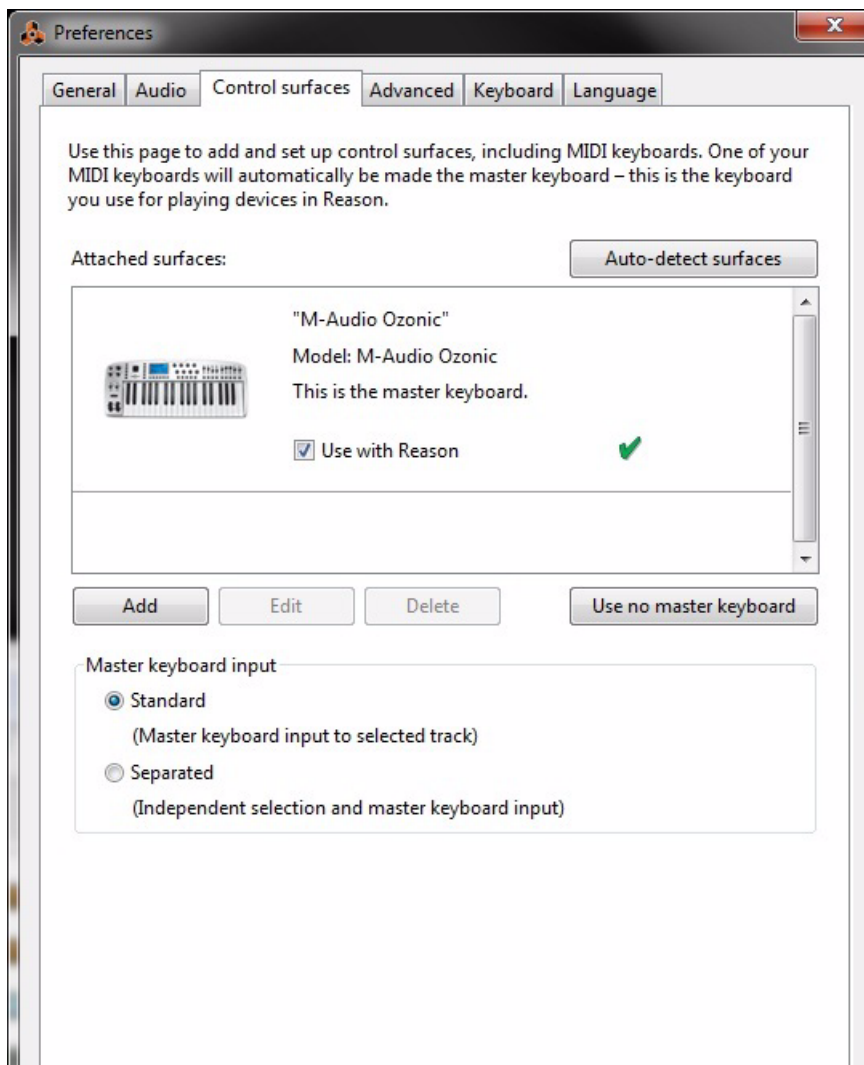 Preferences
General Audio Control surfaces Advanced Keyboard Language
Use this page to add and set up control surfaces, including MIDI keyboards. One of your
MIDI keyboards will automatically be made the master keyboard – this is the keyboard
you use for playing devices in Reason.
Attached surfaces: Auto-detect surfaces
"M-Audio Ozonic"
Model: M-Audio Ozonic
This is the master keyboard.
Use with Reason
Add Edit Delete Use no master keyboard
Master keyboard input
Standard
(Master keyboard input to selected track)
Separated
(Independent selection and master keyboard input)